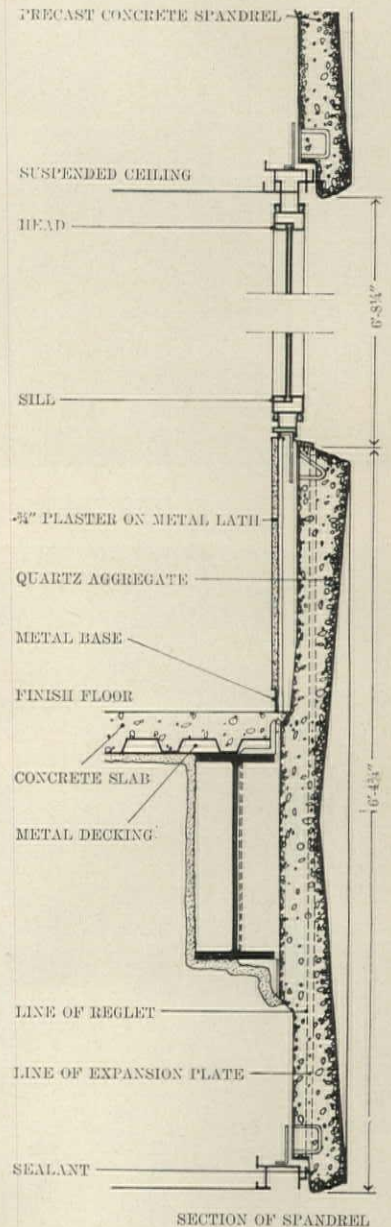 PRECAST CONCRETE SPANDREL
SUSPENDED CEILING
HEAD
6'-8¼"
SILL
¾" PLASTER ON METAL LATH
QUARTZ AGGREGATE
METAL BASE
FINISH FLOOR
CONCRETE SLAB
6'-4¾"
METAL DECKING
LINE OF REGLET
LINE OF EXPANSION PLATE
SEALANT
SECTION OF SPANDREL